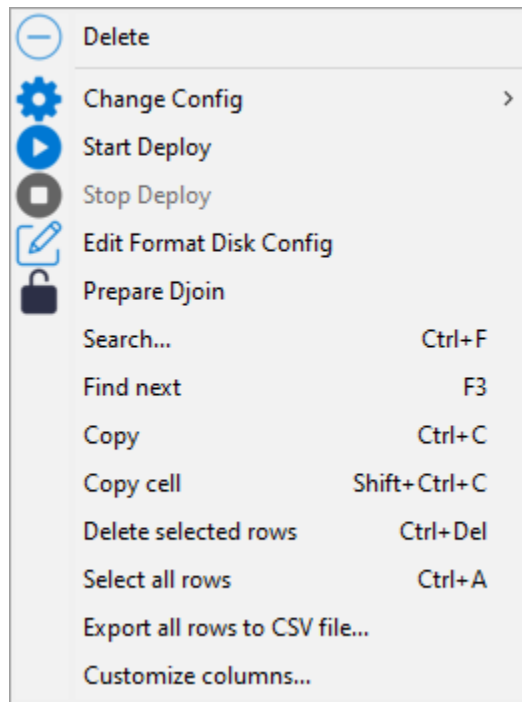 Delete
Change Config
Start Deploy
Stop Deploy
Edit Format Disk Config
Prepare Djoin
Search... Ctrl+F
Find next F3
Copy Ctrl+C
Copy cell Shift+Ctrl+C
Delete selected rows Ctrl+Del
Select all rows Ctrl+A
Export all rows to CSV file...
Customize columns...